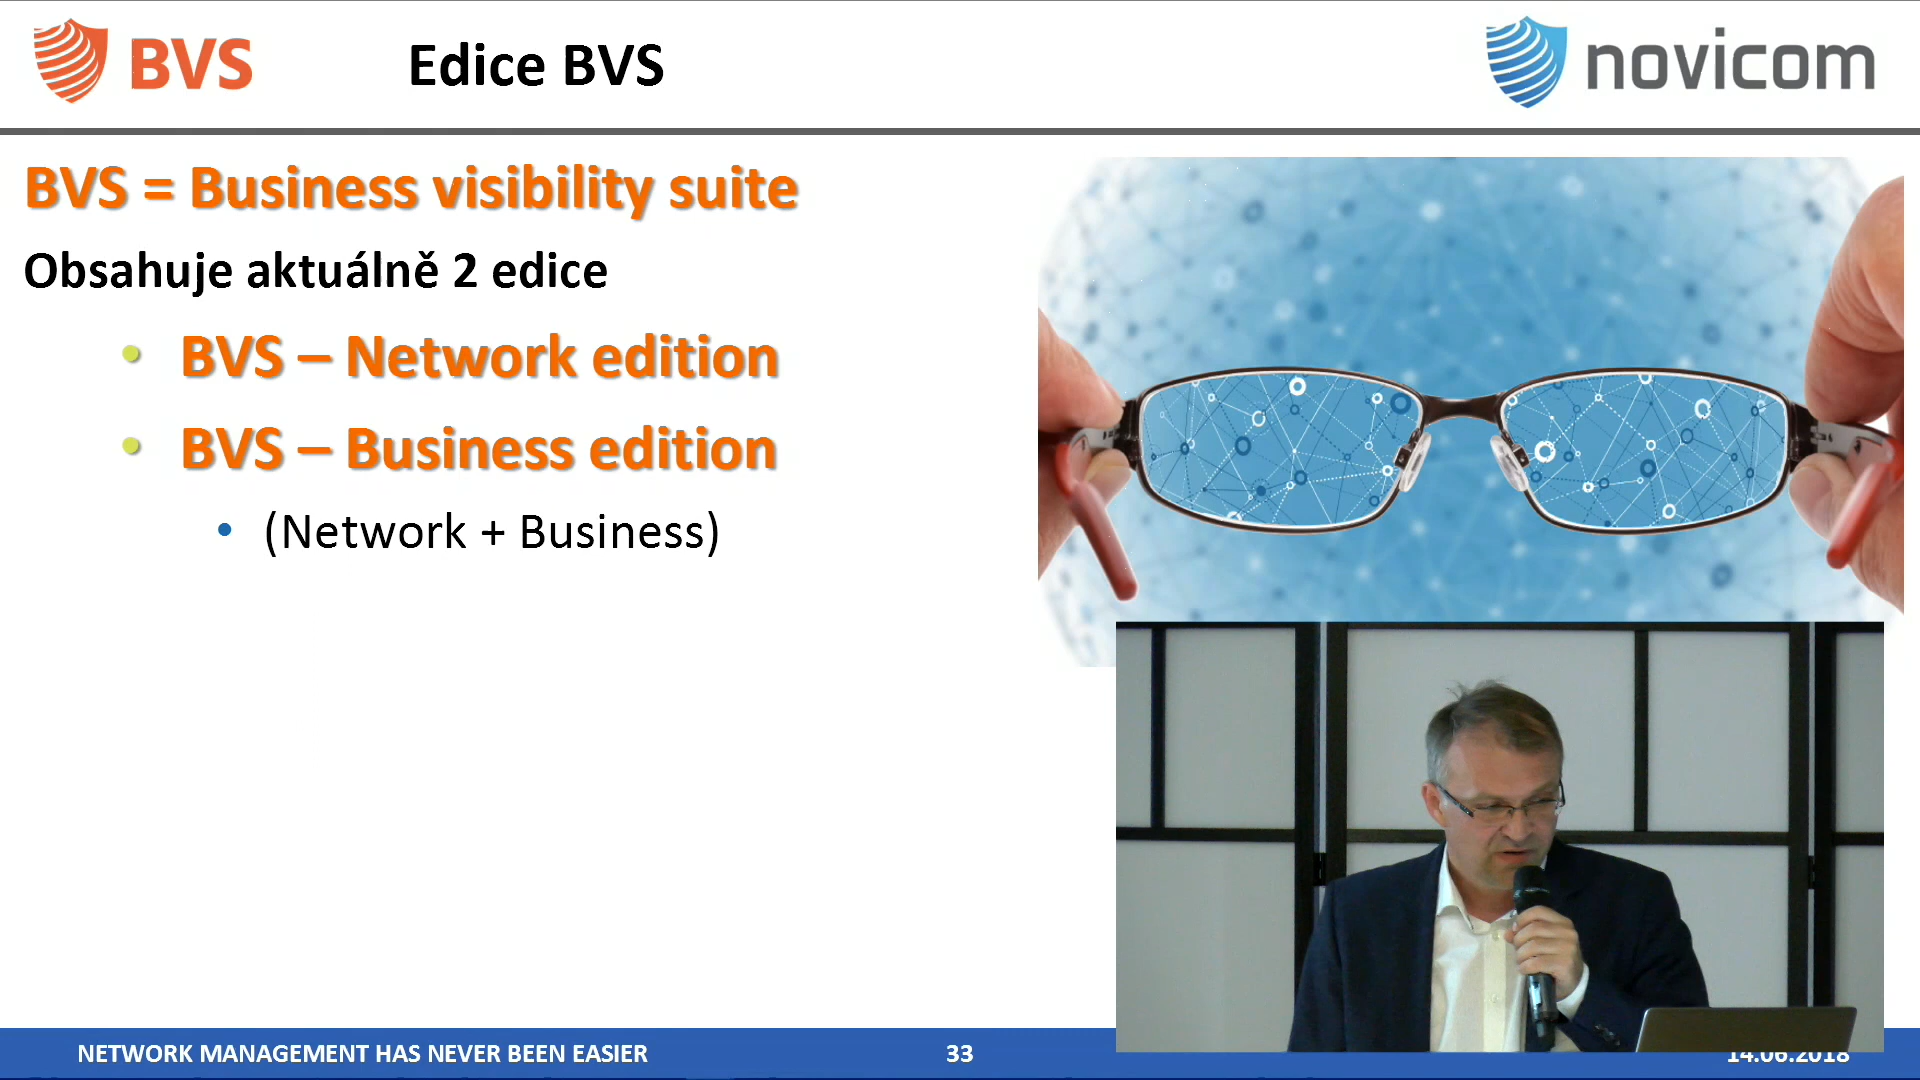 BVS
Edice BVS
novicom
BVS = Business visibility suite
Obsahuje aktuálně 2 edice
• BVS – Network edition
• BVS – Business edition
• (Network + Business)
NETWORK MANAGEMENT HAS NEVER BEEN EASIER
33
14.06.2018